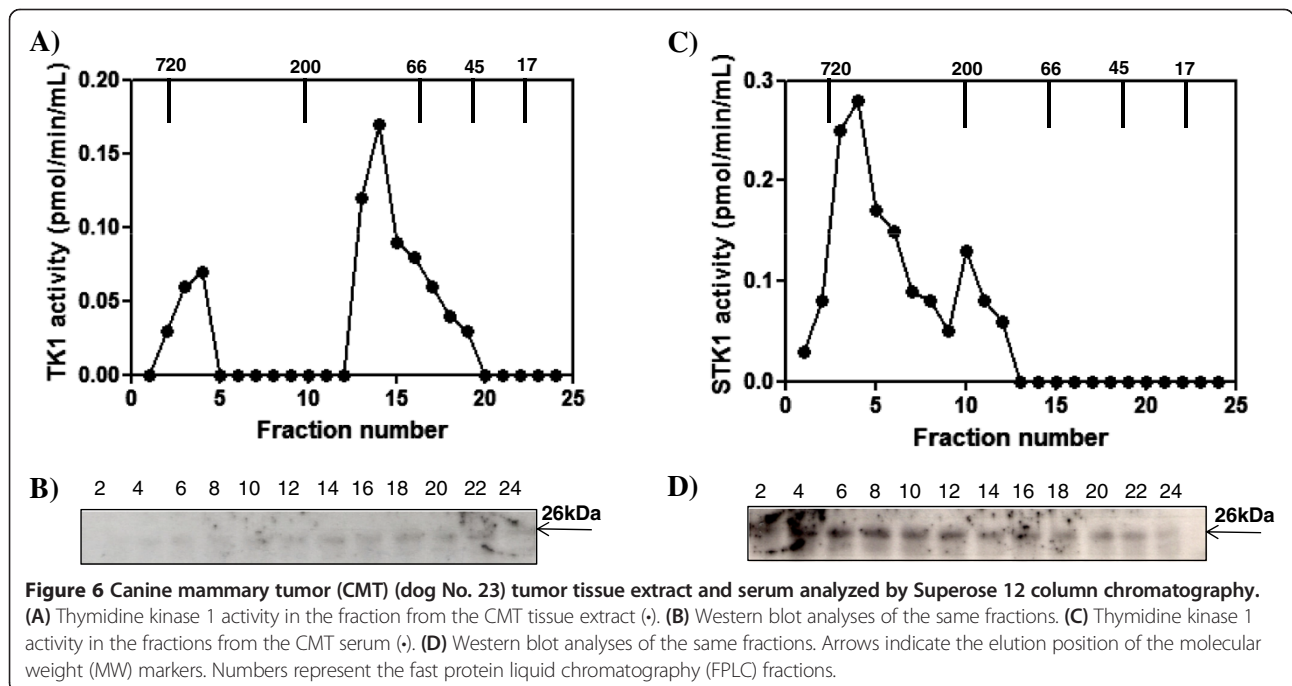 A)
720 200 66 45 17
0.20
0.15
0.10
0.05
0.00
TK1 activity (pmol/min/mL)
0 5 10 15 20 25
Fraction number
C)
720 200 66 45 17
0.3
0.2
0.1
0.0
STK1 activity (pmol/min/mL)
0 5 10 15 20 25
Fraction number
B)
2 4 6 8 10 12 14 16 18 20 22 24
26kDa
D)
2 4 6 8 10 12 14 16 18 20 22 24
26kDa
Figure 6 Canine mammary tumor (CMT) (dog No. 23) tumor tissue extract and serum analyzed by Superose 12 column chromatography.
(A) Thymidine kinase 1 activity in the fraction from the CMT tissue extract (•). (B) Western blot analyses of the same fractions. (C) Thymidine kinase 1
activity in the fractions from the CMT serum (•). (D) Western blot analyses of the same fractions. Arrows indicate the elution position of the molecular
weight (MW) markers. Numbers represent the fast protein liquid chromatography (FPLC) fractions.